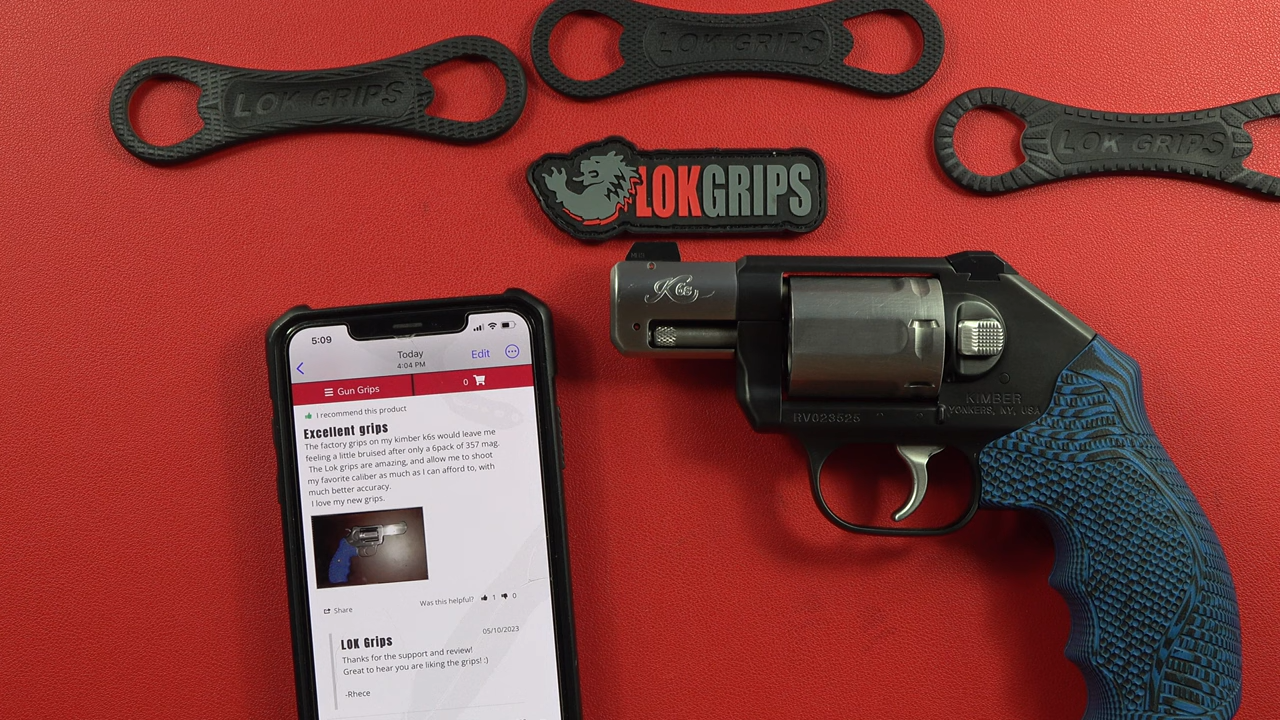 LOK GRIPS
LOK GRIPS
LOK GRIPS
LOKGRIPS
K6s
KIMBER
YONKERS, NY, USA
RV023525
5:09
Today
4:04 PM
Edit
Gun Grips
0
I recommend this product
Excellent grips
The factory grips on my kimber k6s would leave me
feeling a little bruised after only a 6pack of 357 mag.
The Lok grips are amazing, and allow me to shoot
my favorite caliber as much as I can afford to, with
much better accuracy.
I love my new grips.
Share
Was this helpful? 1 0
LOK Grips
05/10/2023
Thanks for the support and review!
Great to hear you are liking the grips! :)
-Rhece